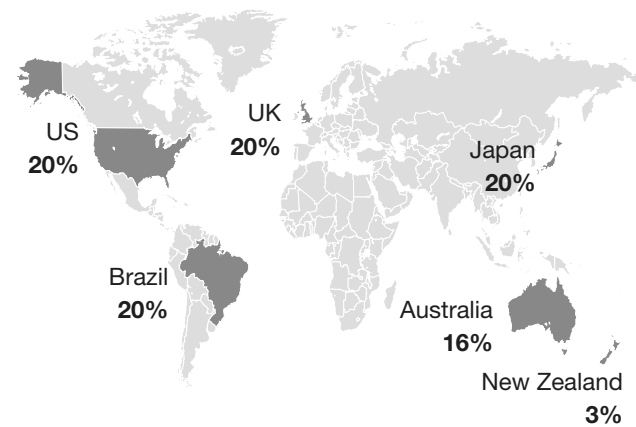 UK
20%
US
20%
Japan
20%
Brazil
20%
Australia
16%
New Zealand
3%